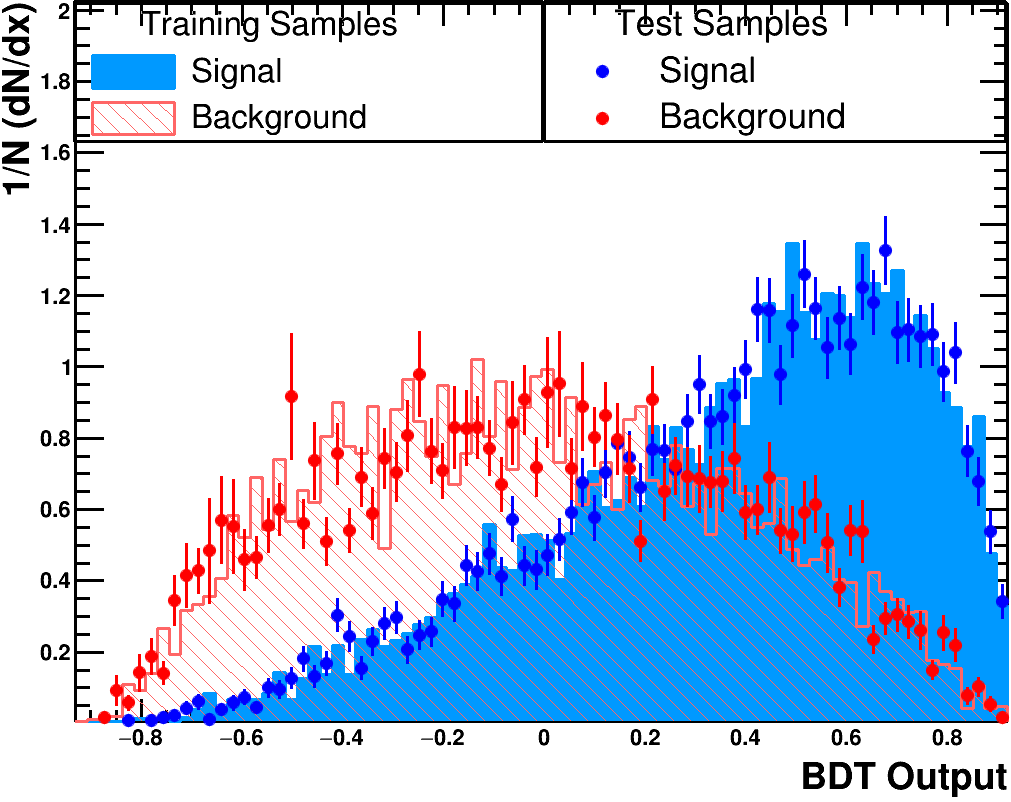 2
1/N (dN/dx)
Training Samples
Test Samples
Signal
Signal
1.8
Background
Background
1.6
1.4
1.2
1
0.8
0.6
0.4
0.2
−0.8 −0.6 −0.4 −0.2 0 0.2 0.4 0.6 0.8
BDT Output